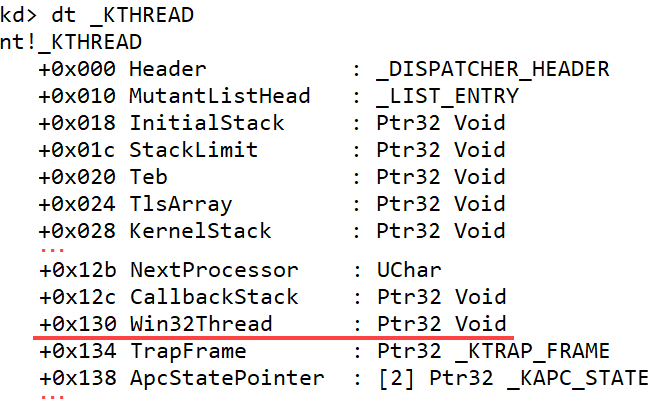 kd> dt _KTHREAD
nt!_KTHREAD
   +0x000 Header           : _DISPATCHER_HEADER
   +0x010 MutantListHead   : _LIST_ENTRY
   +0x018 InitialStack     : Ptr32 Void
   +0x01c StackLimit       : Ptr32 Void
   +0x020 Teb              : Ptr32 Void
   +0x024 TlsArray         : Ptr32 Void
   +0x028 KernelStack      : Ptr32 Void
   ...
   +0x12b NextProcessor    : UChar
   +0x12c CallbackStack    : Ptr32 Void
   +0x130 Win32Thread      : Ptr32 Void
   +0x134 TrapFrame        : Ptr32 _KTRAP_FRAME
   +0x138 ApcStatePointer  : [2] Ptr32 _KAPC_STATE
   ...